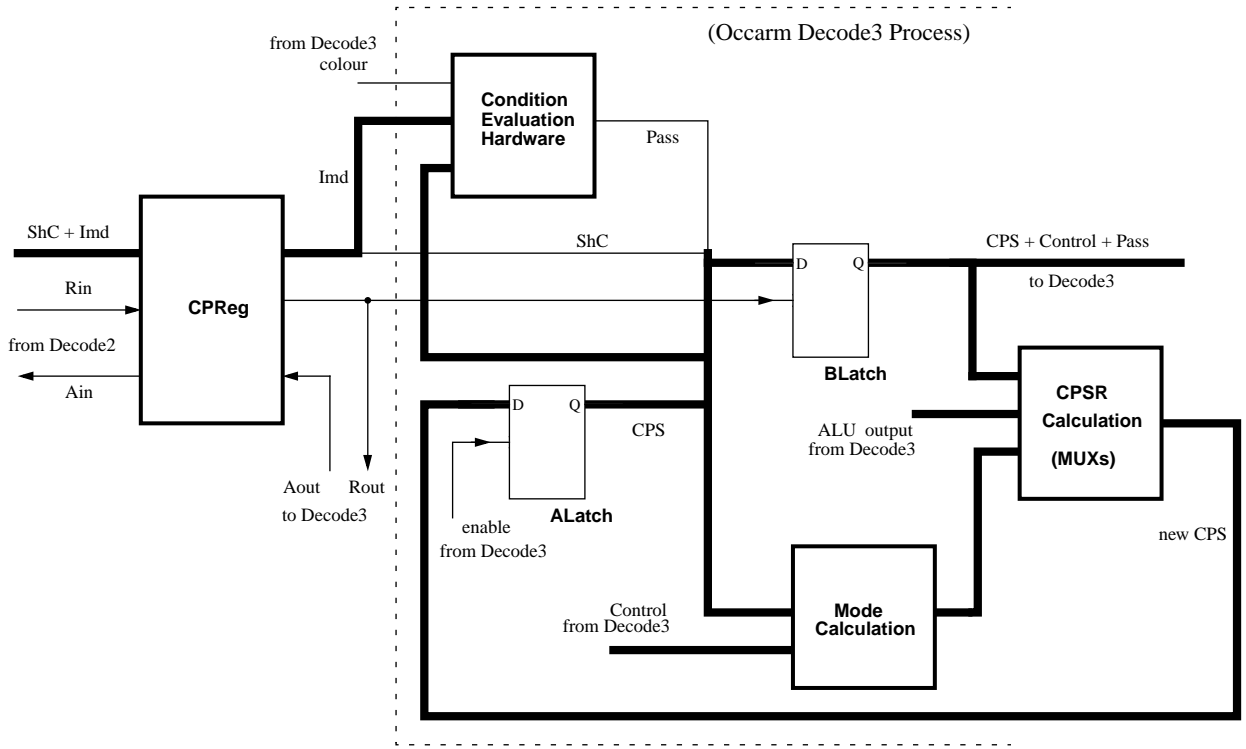 (Occarm Decode3 Process)
from Decode3
colour
Condition
Evaluation
Hardware
Pass
Imd
ShC + Imd
ShC
CPS + Control + Pass
D
Q
to Decode3
Rin
CPReg
from Decode2
Ain
BLatch
CPSR
Calculation
(MUXs)
D
Q
CPS
ALU output
from Decode3
Aout
Rout
to Decode3
ALatch
enable
from Decode3
new CPS
Control
from Decode3
Mode
Calculation